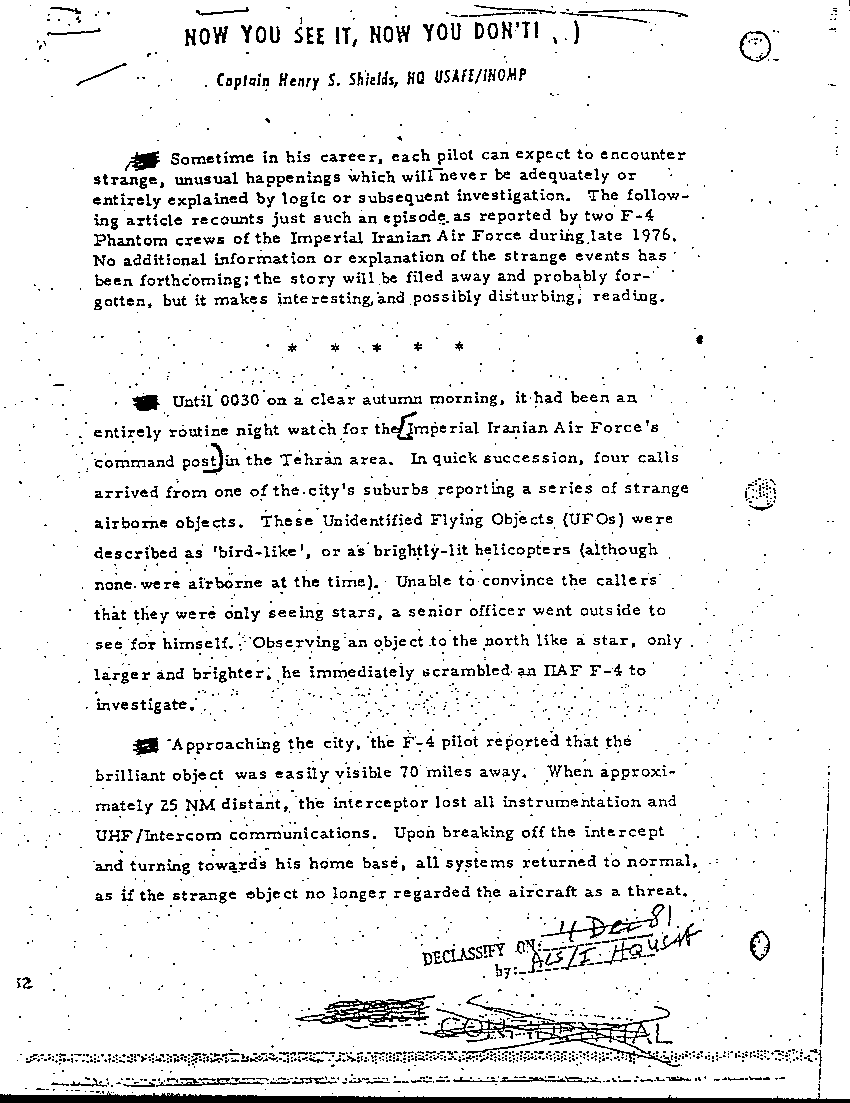 NOW YOU SEE IT, NOW YOU DON'T!
Captain Henry S. Shields, HQ USAFE/INOMP
Sometime in his career, each pilot can expect to encounter
strange, unusual happenings which will never be adequately or
entirely explained by logic or subsequent investigation. The follow-
ing article recounts just such an episode as reported by two F-4
Phantom crews of the Imperial Iranian Air Force during late 1976.
No additional information or explanation of the strange events has
been forthcoming; the story will be filed away and probably for-
gotten, but it makes interesting, and possibly disturbing, reading.
* * * * *
Until 0030 on a clear autumn morning, it had been an
entirely routine night watch for the [Imperial Iranian Air Force's
command post] in the Tehran area. In quick succession, four calls
arrived from one of the city's suburbs reporting a series of strange
airborne objects. These Unidentified Flying Objects (UFOs) were
described as 'bird-like', or as brightly-lit helicopters (although
none were airborne at the time). Unable to convince the callers
that they were only seeing stars, a senior officer went outside to
see for himself. Observing an object to the north like a star, only
larger and brighter, he immediately scrambled an IIAF F-4 to
investigate.
Approaching the city, the F-4 pilot reported that the
brilliant object was easily visible 70 miles away. When approxi-
mately 25 NM distant, the interceptor lost all instrumentation and
UHF/Intercom communications. Upon breaking off the intercept
and turning towards his home base, all systems returned to normal,
as if the strange object no longer regarded the aircraft as a threat.
DECLASSIFY ON: 4 Dec 81
by:
32
CONFIDENTIAL